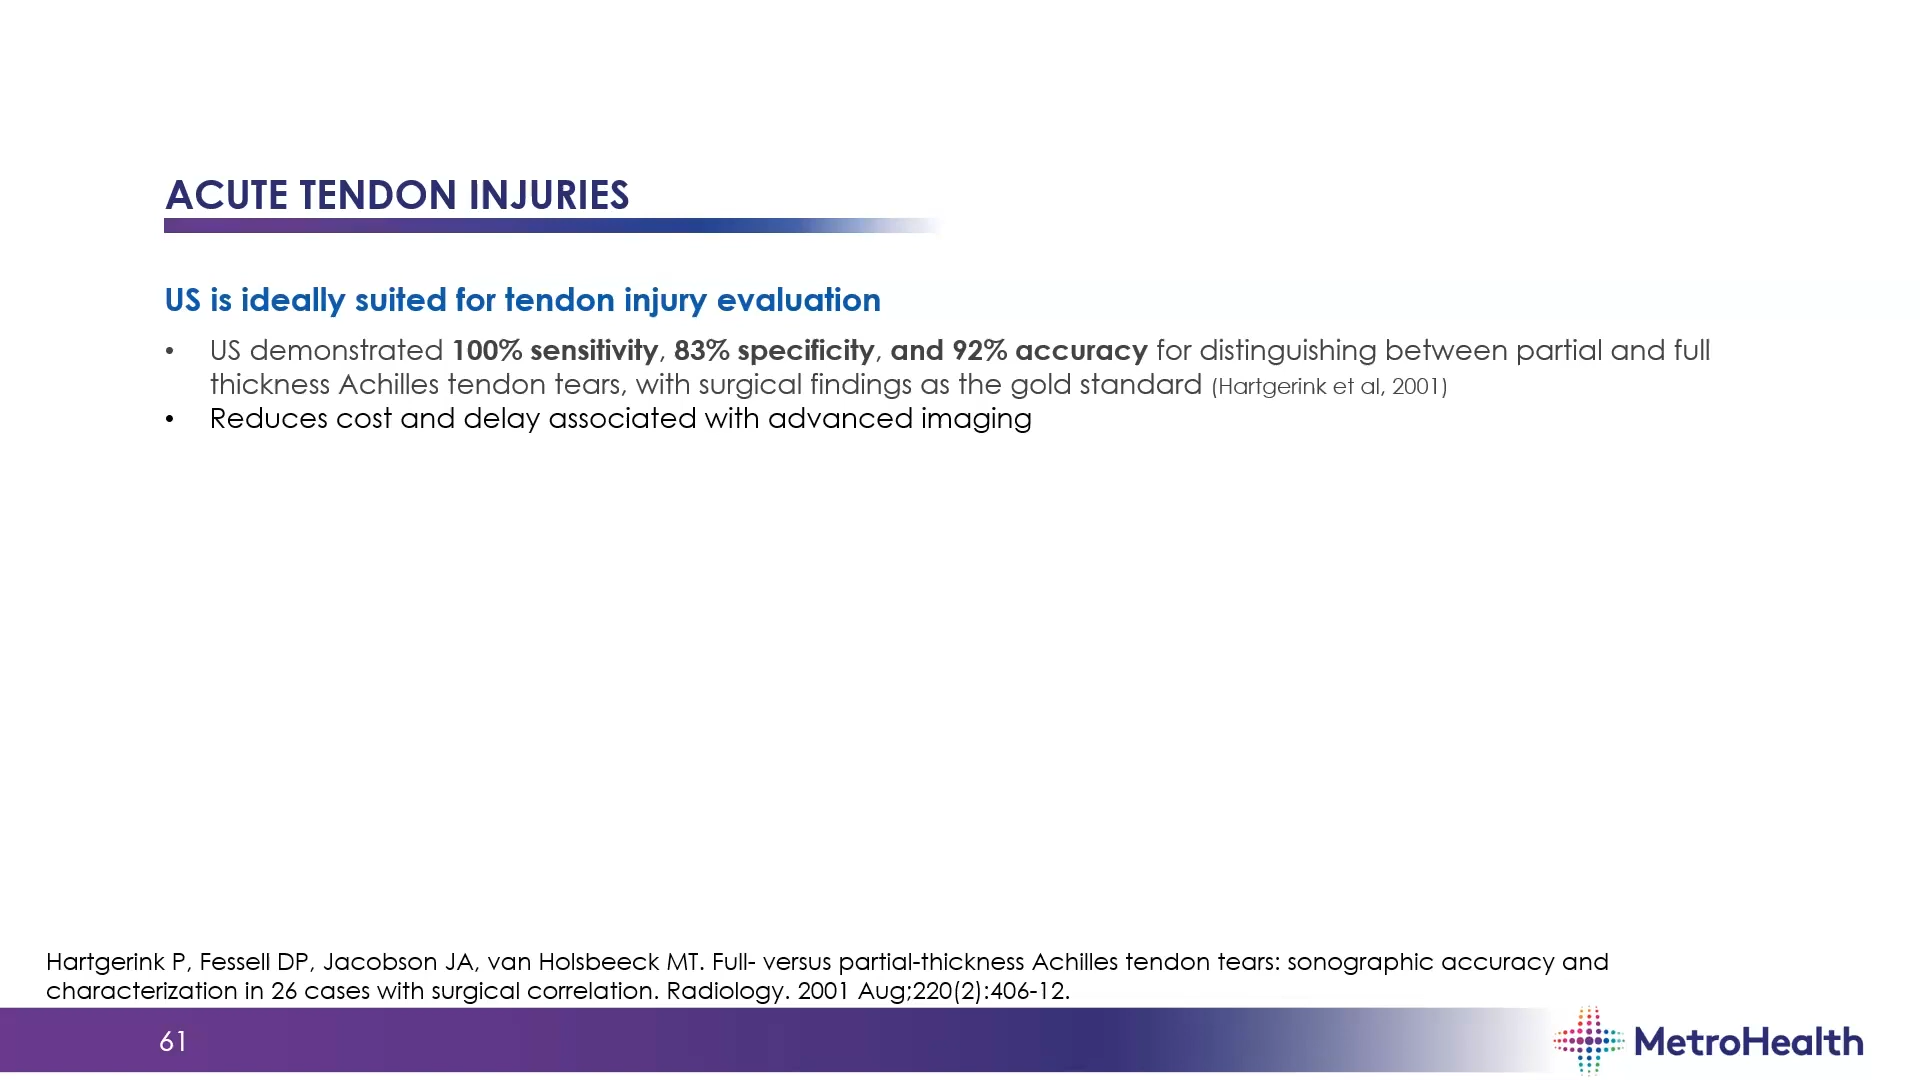 ACUTE TENDON INJURIES
US is ideally suited for tendon injury evaluation
• US demonstrated 100% sensitivity, 83% specificity, and 92% accuracy for distinguishing between partial and full
thickness Achilles tendon tears, with surgical findings as the gold standard (Hartgerink et al, 2001)
• Reduces cost and delay associated with advanced imaging
Hartgerink P, Fessell DP, Jacobson JA, van Holsbeeck MT. Full- versus partial-thickness Achilles tendon tears: sonographic accuracy and
characterization in 26 cases with surgical correlation. Radiology. 2001 Aug;220(2):406-12.
61
MetroHealth